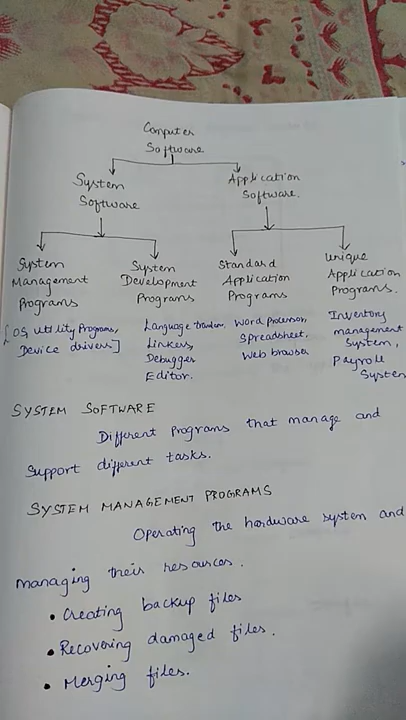 Computer
Software
System
Software
Application
Software.
System
Management
Programs
System
Development
Programs
Standard
Application
Programs
Unique
Application
Programs.
[OS, Utility Programs,
Device drivers]
Language
Linkers,
Debugger
Editor.
Word Processor,
Spreadsheet,
Web browser
Inventory
management
System,
Payroll
System
SYSTEM SOFTWARE
Different Programs that manage and
Support different tasks.
SYSTEM MANAGEMENT PROGRAMS
Operating the hardware system and
managing their resources.
• Creating backup files
• Recovering damaged files.
• Merging files.